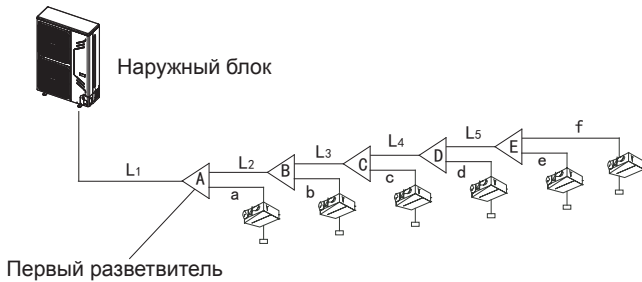 Наружный блок
L1 A L2 B L3 C L4 D L5 E f
a b c d e
Первый разветвитель